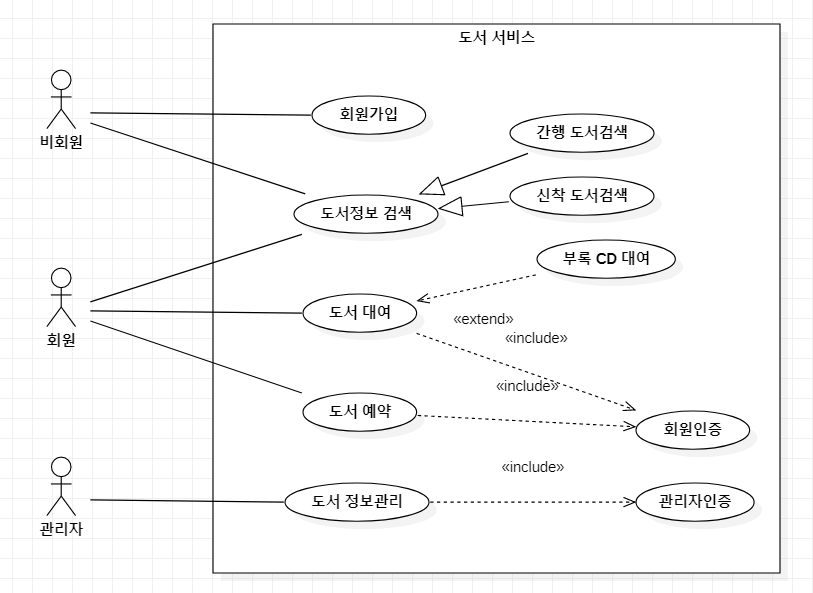 도서 서비스
비회원
회원가입
간행 도서검색
신착 도서검색
도서정보 검색
부록 CD 대여
회원
도서 대여
«extend»
«include»
«include»
도서 예약
회원인증
«include»
관리자
도서 정보관리
관리자인증